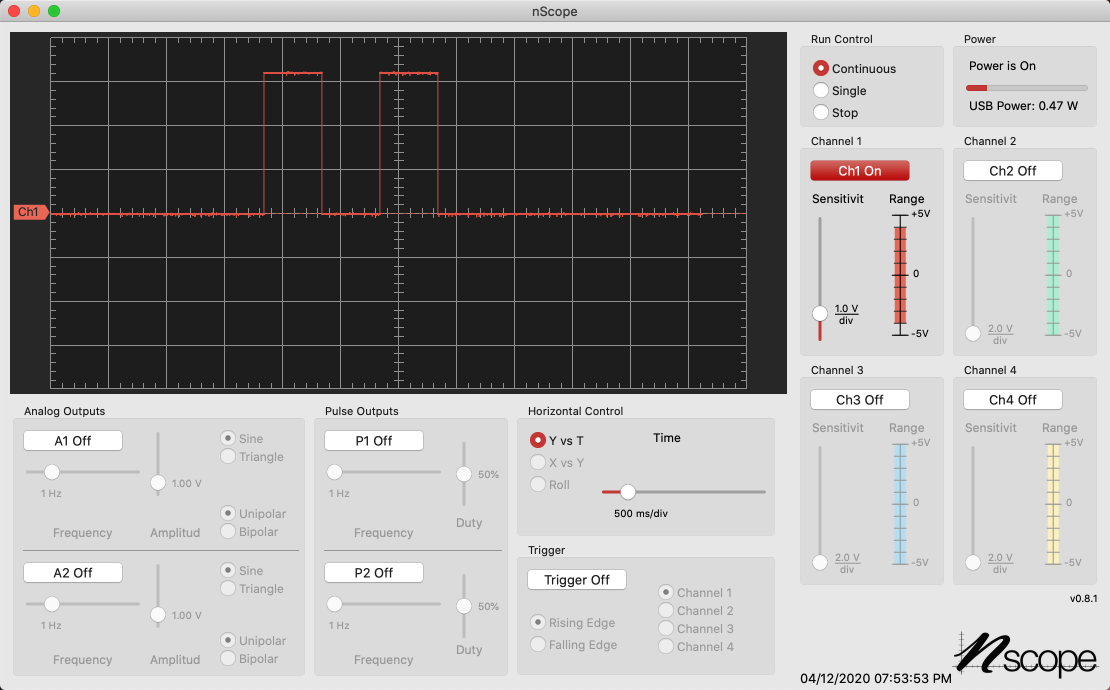 nScope
Ch1
Run Control
Continuous
Single
Stop
Power
Power is On
USB Power: 0.47 W
Channel 1
Ch1 On
Sensitivit
Range
+5V
0
-5V
1.0 V
div
Channel 2
Ch2 Off
Sensitivit
Range
+5V
0
-5V
2.0 V
div
Channel 3
Ch3 Off
Sensitivit
Range
+5V
0
-5V
2.0 V
div
Channel 4
Ch4 Off
Sensitivit
Range
+5V
0
-5V
2.0 V
div
Analog Outputs
A1 Off
1 Hz
Frequency
1.00 V
Amplitud
Sine
Triangle
Unipolar
Bipolar
A2 Off
1 Hz
Frequency
1.00 V
Amplitud
Sine
Triangle
Unipolar
Bipolar
Pulse Outputs
P1 Off
1 Hz
Frequency
50%
Duty
P2 Off
1 Hz
Frequency
50%
Duty
Horizontal Control
Y vs T
X vs Y
Roll
Time
500 ms/div
Trigger
Trigger Off
Rising Edge
Falling Edge
Channel 1
Channel 2
Channel 3
Channel 4
v0.8.1
nscope
04/12/2020 07:53:53 PM